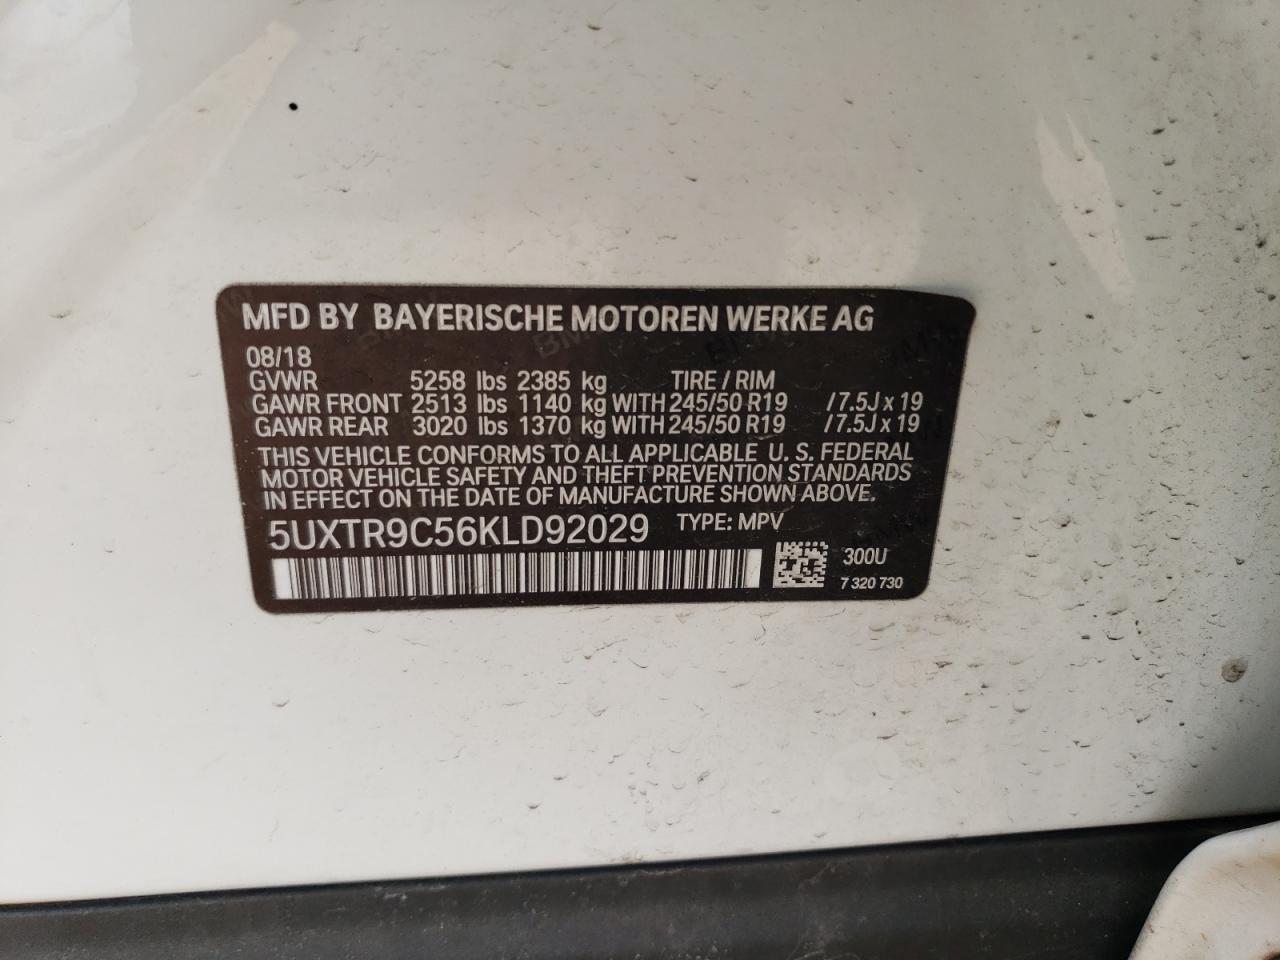 MFD BY BAYERISCHE MOTOREN WERKE AG
08/18
GVWR 5258 lbs 2385 kg TIRE / RIM
GAWR FRONT 2513 lbs 1140 kg WITH 245/50 R19 /7.5J x 19
GAWR REAR 3020 lbs 1370 kg WITH 245/50 R19 /7.5J x 19
THIS VEHICLE CONFORMS TO ALL APPLICABLE U. S. FEDERAL
MOTOR VEHICLE SAFETY AND THEFT PREVENTION STANDARDS
IN EFFECT ON THE DATE OF MANUFACTURE SHOWN ABOVE.
5UXTR9C56KLD92029 TYPE: MPV
300U
7 320 730